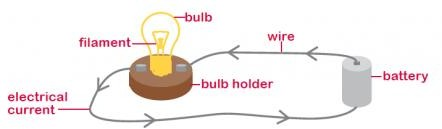 bulb
filament
wire
bulb holder
battery
electrical
current